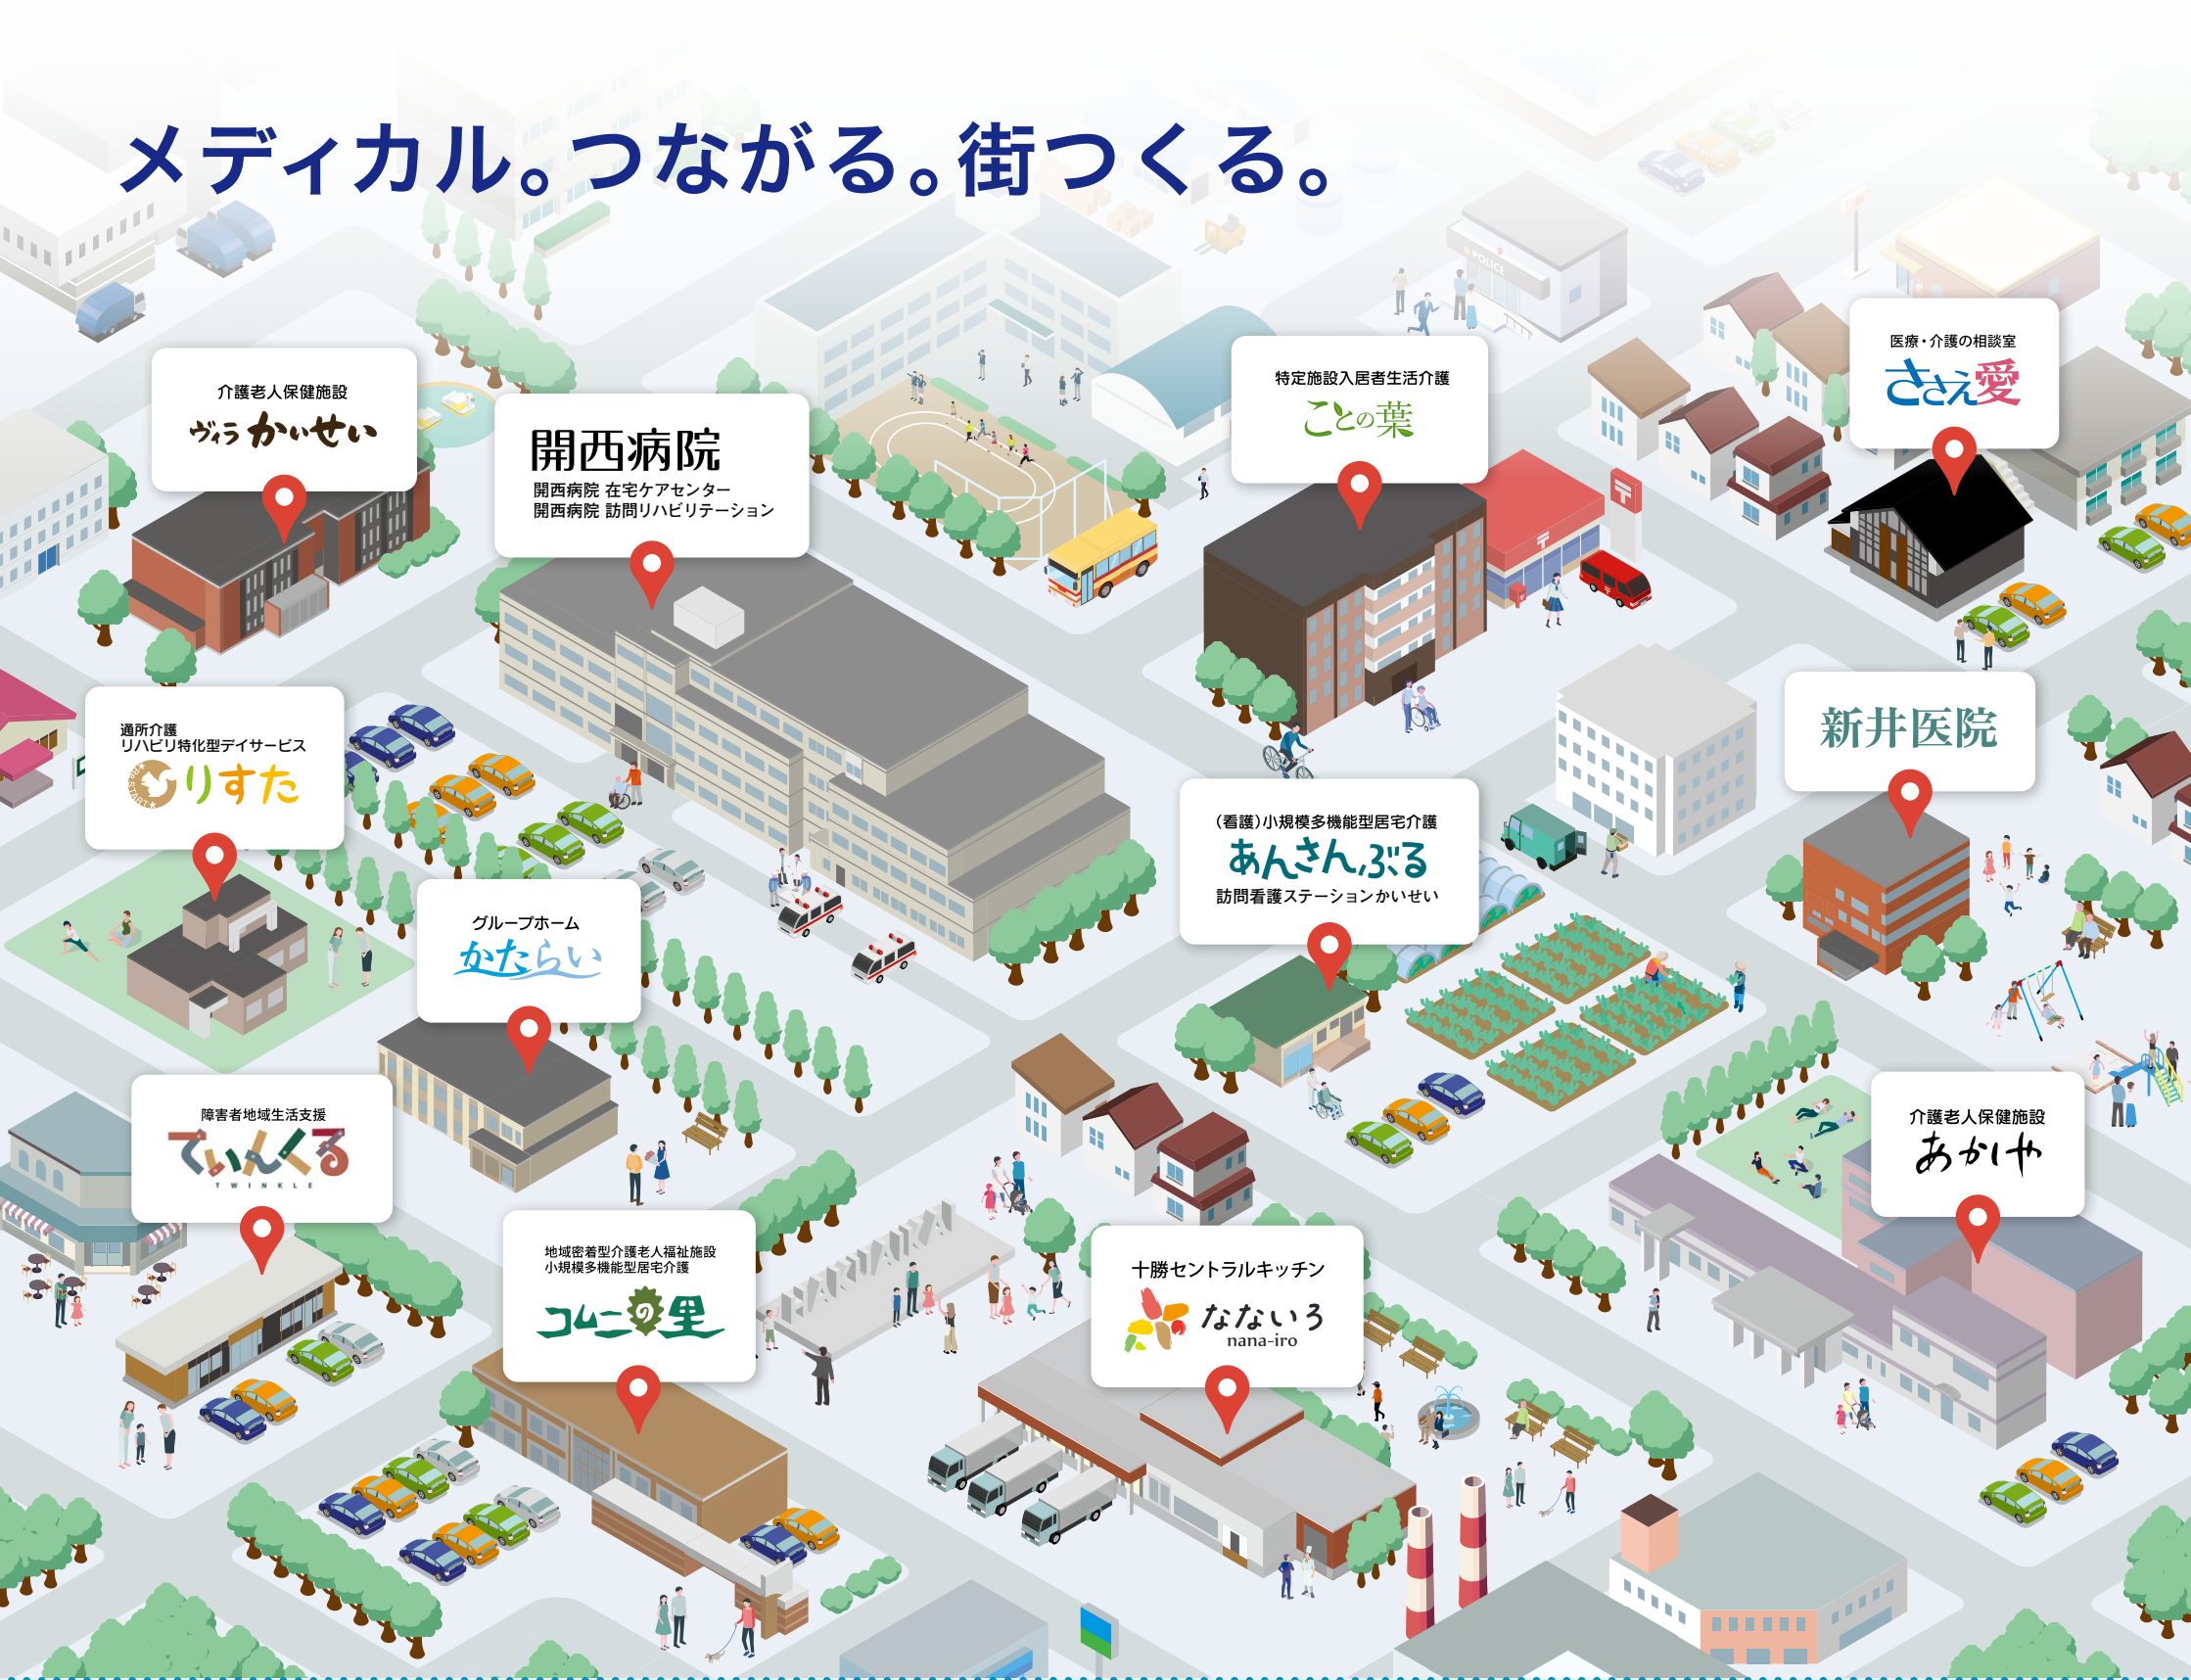 メディカル。つながる。街つくる。
POLICE
医療・介護の相談室
ささえ愛
介護老人保健施設
ヴィラ かいせい
特定施設入居者生活介護
ことの葉
開西病院
開西病院 在宅ケアセンター
開西病院 訪問リハビリテーション
〒
〒
新井医院
通所介護
リハビリ特化型デイサービス
りすた
(看護)小規模多機能型居宅介護
あんさんぶる
訪問看護ステーションかいせい
グループホーム
かたらい
障害者地域生活支援
てぃんくる
TWINKLE
介護老人保健施設
あかしや
地域密着型介護老人福祉施設
小規模多機能型居宅介護
コムニの里
十勝セントラルキッチン
なないろ
nana-iro